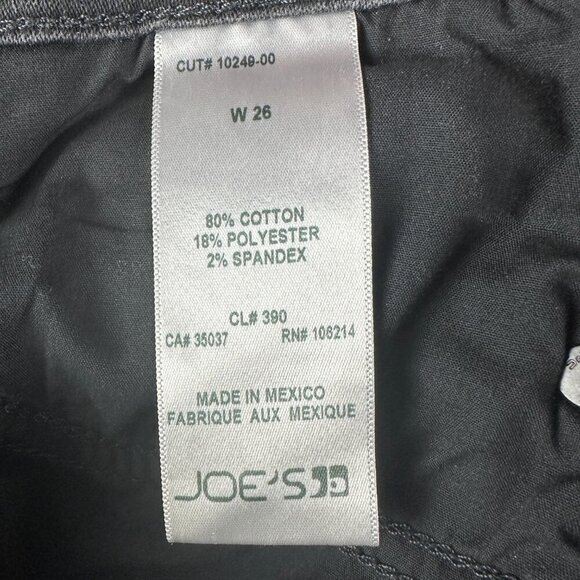 CUT# 10249-00
W 26
80% COTTON
18% POLYESTER
2% SPANDEX
CL# 390
CA# 35037 RN# 106214
MADE IN MEXICO
FABRIQUE AUX MEXIQUE
JOE'S